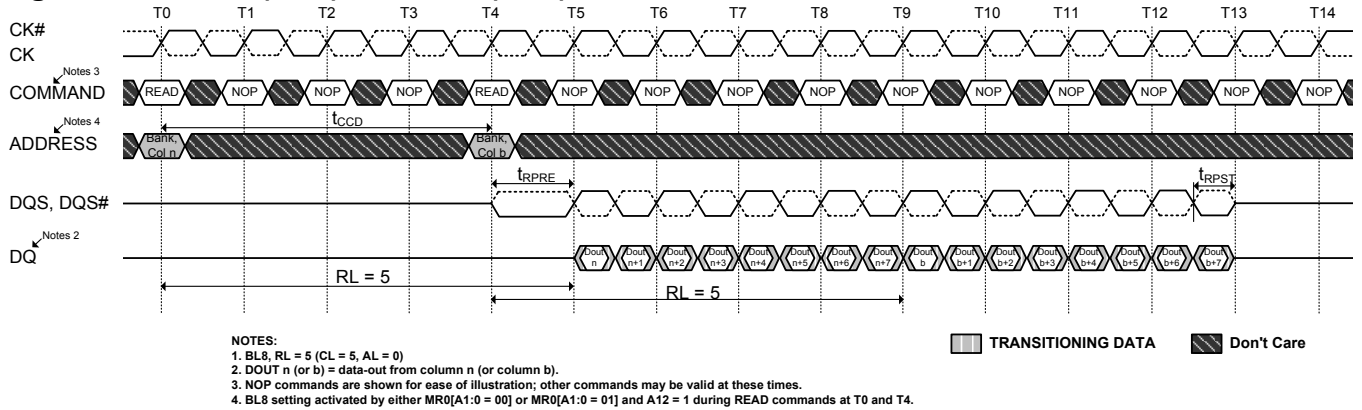 T0 T1 T2 T3 T4 T5 T6 T7 T8 T9 T10 T11 T12 T13 T14
CK#
CK
Notes 3
COMMAND READ NOP NOP NOP READ NOP NOP NOP NOP NOP NOP NOP NOP NOP NOP
tCCD
Notes 4
ADDRESS Bank, Col n Bank, Col b
tRPRE tRPST
DQS, DQS#
Notes 2
DQ Dout n Dout n+1 Dout n+2 Dout n+3 Dout n+4 Dout n+5 Dout n+6 Dout n+7 Dout b Dout b+1 Dout b+2 Dout b+3 Dout b+4 Dout b+5 Dout b+6 Dout b+7
RL = 5 RL = 5
NOTES:
1. BL8, RL = 5 (CL = 5, AL = 0)
2. DOUT n (or b) = data-out from column n (or column b).
3. NOP commands are shown for ease of illustration; other commands may be valid at these times.
4. BL8 setting activated by either MR0[A1:0 = 00] or MR0[A1:0 = 01] and A12 = 1 during READ commands at T0 and T4.
TRANSITIONING DATA Don't Care